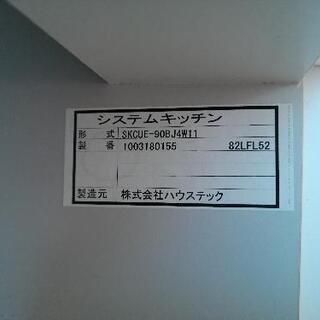 システムキッチン
形 式 SKCUE-90BJ4W11
製 番 1003180155 82LFL52
製造元 株式会社ハウステック